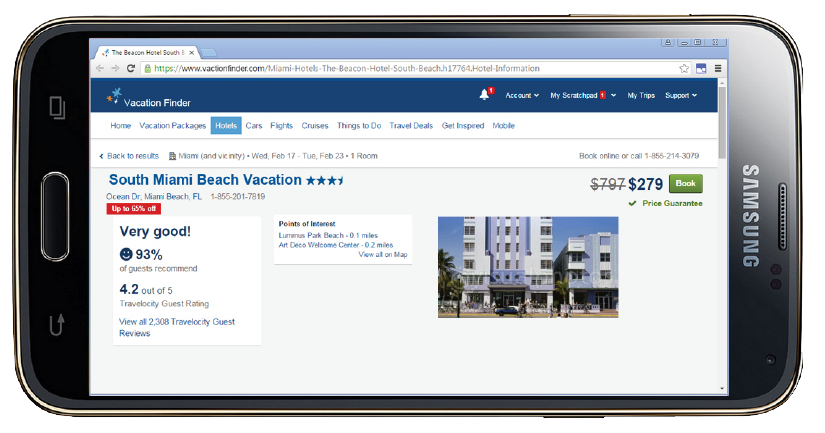 The Beacon Hotel South B
https://www.vactionfinder.com/Miami-Hotels-The-Beacon-Hotel-South-Beach.h17764.Hotel-Information
Vacation Finder
1 Account My Scratchpad 1 My Trips Support
Home Vacation Packages Hotels Cars Flights Cruises Things to Do Travel Deals Get Inspired Mobile
Back to results Miami (and vicinity) • Wed, Feb 17 - Tue, Feb 23 • 1 Room Book online or call 1-855-214-3079
South Miami Beach Vacation $797 $279 Book
Ocean Dr, Miami Beach, FL 1-855-201-7819
Price Guarantee
Up to 65% off
Very good!
93%
of guests recommend
4.2 out of 5
Travelocity Guest Rating
View all 2,308 Travelocity Guest
Reviews
Points of Interest
Lummus Park Beach - 0.1 miles
Art Deco Welcome Center - 0.2 miles
View all on Map
SAMSUNG